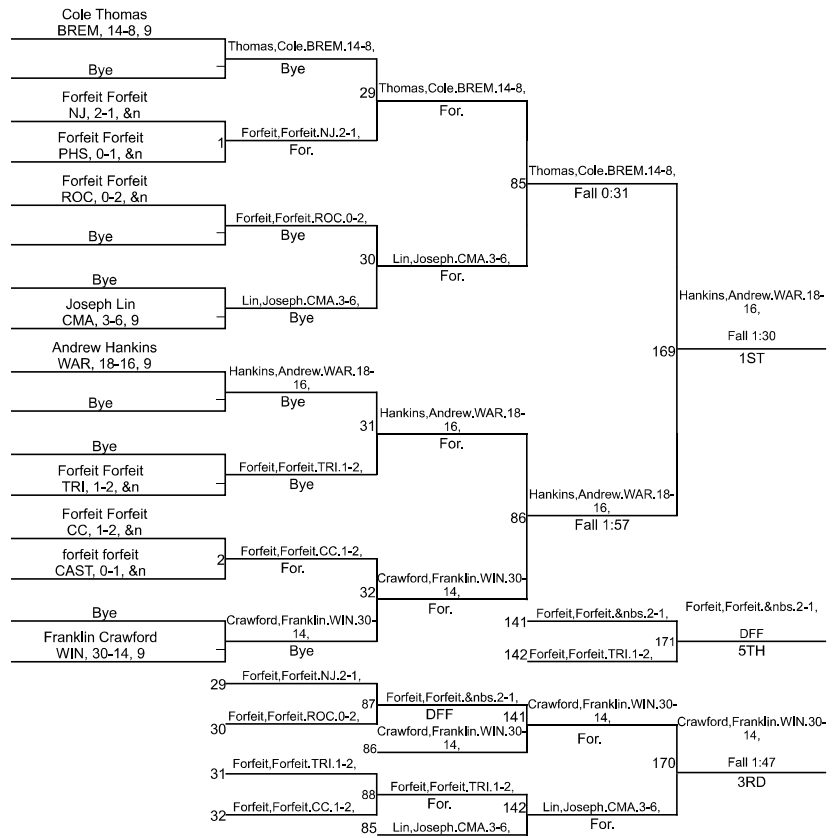 Cole Thomas
BREM, 14-8, 9
Thomas,Cole.BREM.14-8,
Bye
Bye
29
Thomas,Cole.BREM.14-8,
For.
Forfeit Forfeit
NJ, 2-1, &n
1
Forfeit,Forfeit.NJ.2-1,
For.
Forfeit Forfeit
PHS, 0-1, &n
85
Thomas,Cole.BREM.14-8,
Fall 0:31
Forfeit Forfeit
ROC, 0-2, &n
Forfeit,Forfeit.ROC.0-2,
Bye
Bye
30
Lin,Joseph.CMA.3-6,
For.
Bye
Lin,Joseph.CMA.3-6,
Bye
Joseph Lin
CMA, 3-6, 9
Hankins,Andrew.WAR.18-
16,
Fall 1:30
169
1ST
Andrew Hankins
WAR, 18-16, 9
Hankins,Andrew.WAR.18-
16,
Bye
Bye
31
Hankins,Andrew.WAR.18-
16,
For.
Bye
Forfeit,Forfeit.TRI.1-2,
Bye
Forfeit Forfeit
TRI, 1-2, &n
86
Hankins,Andrew.WAR.18-
16,
Fall 1:57
Forfeit Forfeit
CC, 1-2, &n
2
Forfeit,Forfeit.CC.1-2,
For.
forfeit forfeit
CAST, 0-1, &n
32
Crawford,Franklin.WIN.30-
14,
For.
Bye
Crawford,Franklin.WIN.30-
14,
Bye
Franklin Crawford
WIN, 30-14, 9
141
Forfeit,Forfeit.&nbs.2-1,
Forfeit,Forfeit.&nbs.2-1,
171
DFF
5TH
142
Forfeit,Forfeit.TRI.1-2,
29
Forfeit,Forfeit.NJ.2-1,
87
Forfeit,Forfeit.&nbs.2-1,
DFF
30
Forfeit,Forfeit.ROC.0-2,
86
Crawford,Franklin.WIN.30-
14,
141
Crawford,Franklin.WIN.30-
14,
For.
170
Crawford,Franklin.WIN.30-
14,
Fall 1:47
3RD
31
Forfeit,Forfeit.TRI.1-2,
88
Forfeit,Forfeit.TRI.1-2,
For.
32
Forfeit,Forfeit.CC.1-2,
142
Lin,Joseph.CMA.3-6,
For.
85
Lin,Joseph.CMA.3-6,